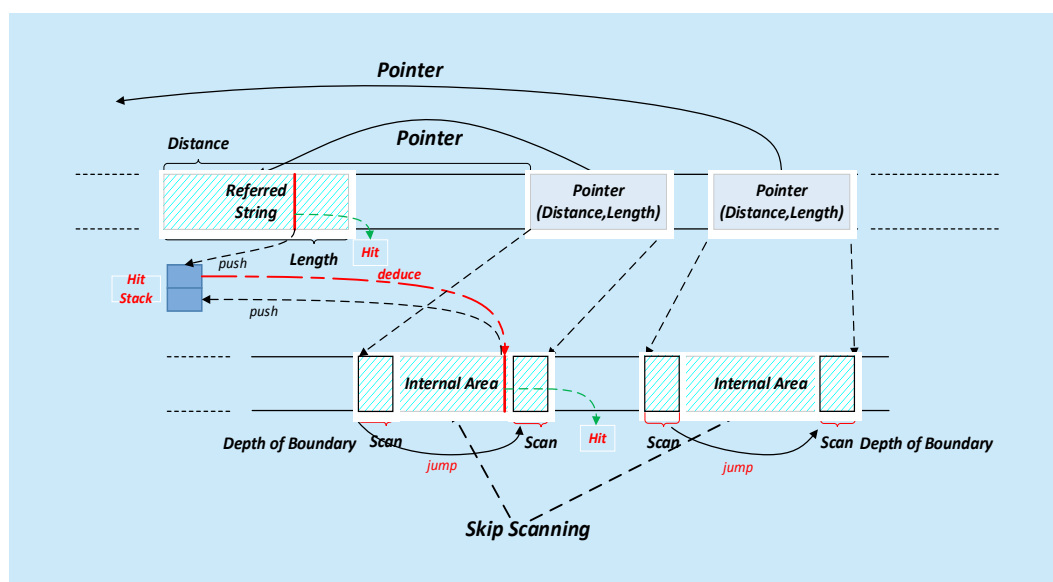 Pointer
Distance
Pointer
Referred
String
Pointer
(Distance,Length)
Pointer
(Distance,Length)
Hit
Length
push
deduce
Hit
Stack
push
Internal Area
Internal Area
Depth of Boundary
Scan
Scan
Hit
Scan
Scan
Depth of Boundary
jump
jump
Skip Scanning